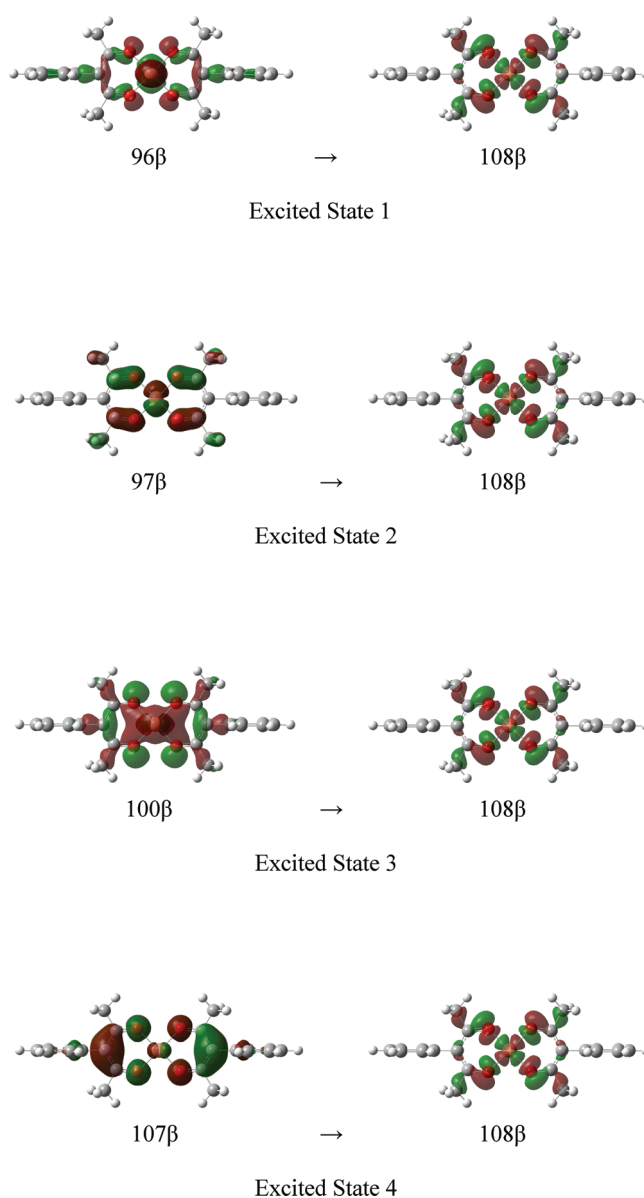 96β → 108β
Excited State 1
97β → 108β
Excited State 2
100β → 108β
Excited State 3
107β → 108β
Excited State 4